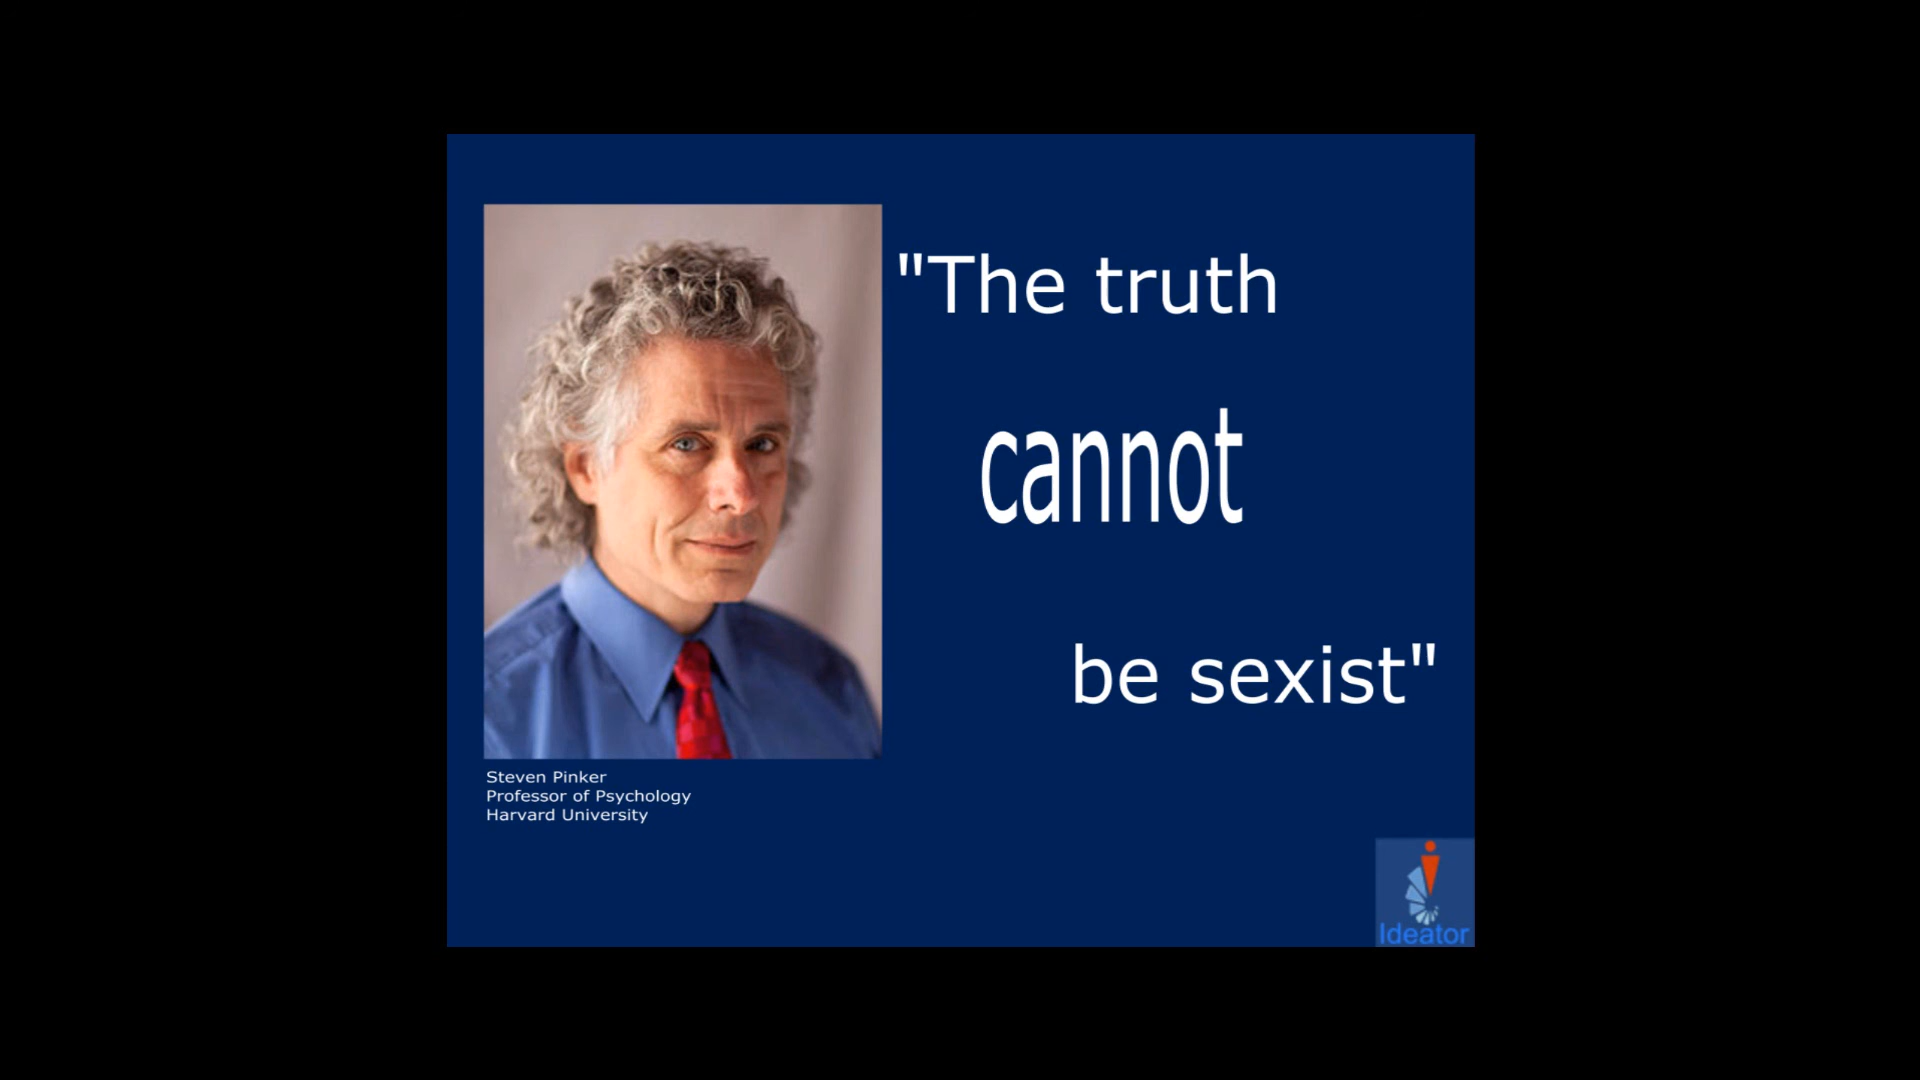 "The truth
cannot
be sexist"
Steven Pinker
Professor of Psychology
Harvard University
Ideator